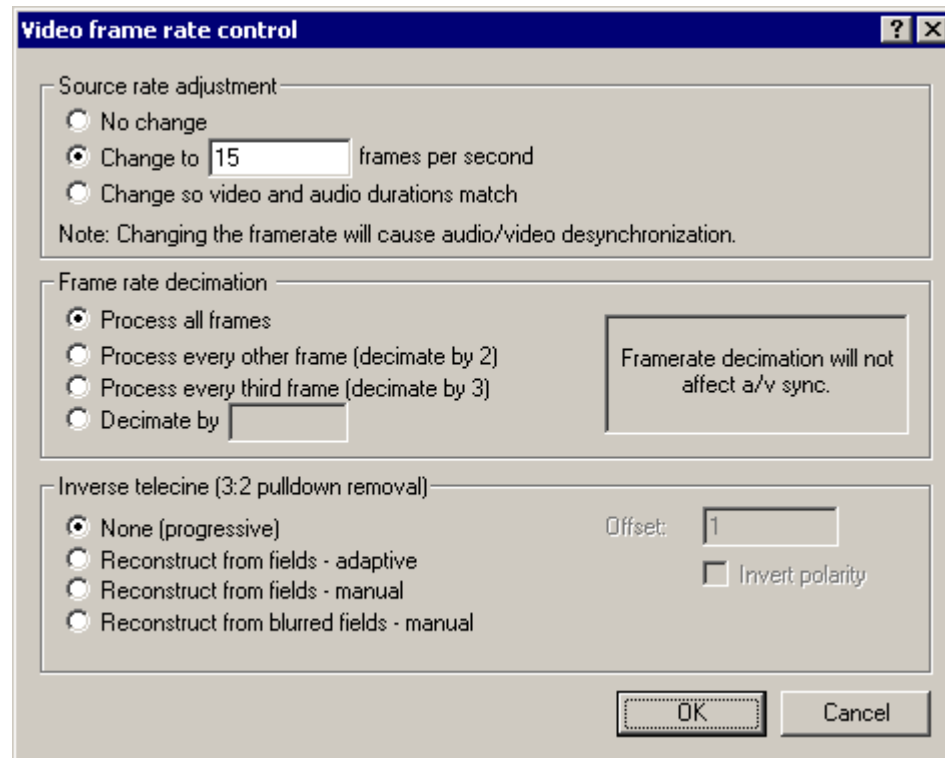 Video frame rate control
Source rate adjustment
No change
Change to 15 frames per second
Change so video and audio durations match
Note: Changing the framerate will cause audio/video desynchronization.
Frame rate decimation
Process all frames
Process every other frame (decimate by 2)
Process every third frame (decimate by 3)
Decimate by
Framerate decimation will not
affect a/v sync.
Inverse telecine (3:2 pulldown removal)
None (progressive)
Reconstruct from fields - adaptive
Reconstruct from fields - manual
Reconstruct from blurred fields - manual
Offset: 1
Invert polarity
OK Cancel